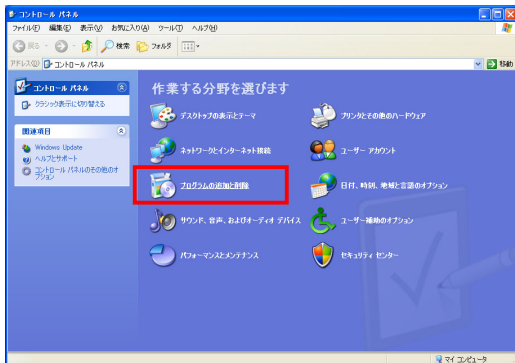 コントロール パネル
ファイル(F) 編集(E) 表示(V) お気に入り(A) ツール(T) ヘルプ(H)
戻る 検索 フォルダ
アドレス(D) コントロール パネル 移動
コントロール パネル
クラシック表示に切り替える
関連項目
Windows Update
ヘルプとサポート
コントロール パネルのその他のオプション
作業する分野を選びます
デスクトップの表示とテーマ
プリンタとその他のハードウェア
ネットワークとインターネット接続
ユーザー アカウント
プログラムの追加と削除
日付、時刻、地域と言語のオプション
サウンド、音声、およびオーディオ デバイス
ユーザー補助のオプション
パフォーマンスとメンテナンス
セキュリティ センター
マイ コンピュータ